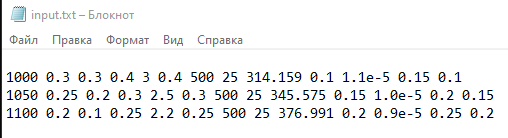 input.txt – Блокнот
Файл Правка Формат Вид Справка
1000 0.3 0.3 0.4 3 0.4 500 25 314.159 0.1 1.1e-5 0.15 0.1
1050 0.25 0.2 0.3 2.5 0.3 500 25 345.575 0.15 1.0e-5 0.2 0.15
1100 0.2 0.1 0.25 2.2 0.25 500 25 376.991 0.2 0.9e-5 0.25 0.2